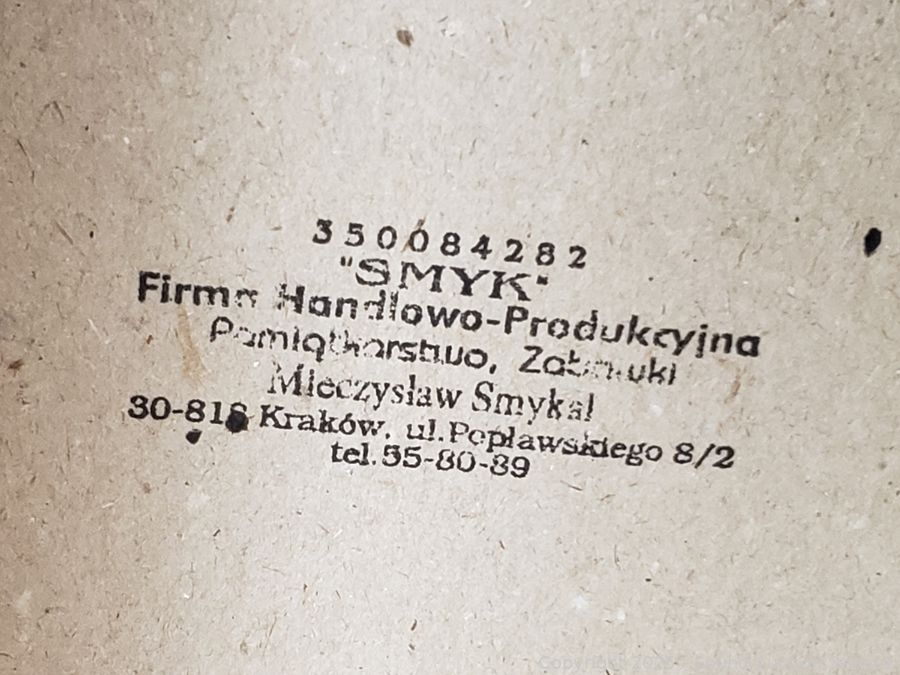 350084282
"SMYK"
Firma Handlowo-Produkcyjna
Pamiątkarstwo, Zabawki
Mieczysław Smykal
30-818 Kraków, ul. Popławskiego 8/2
tel. 55-80-89
Copyright